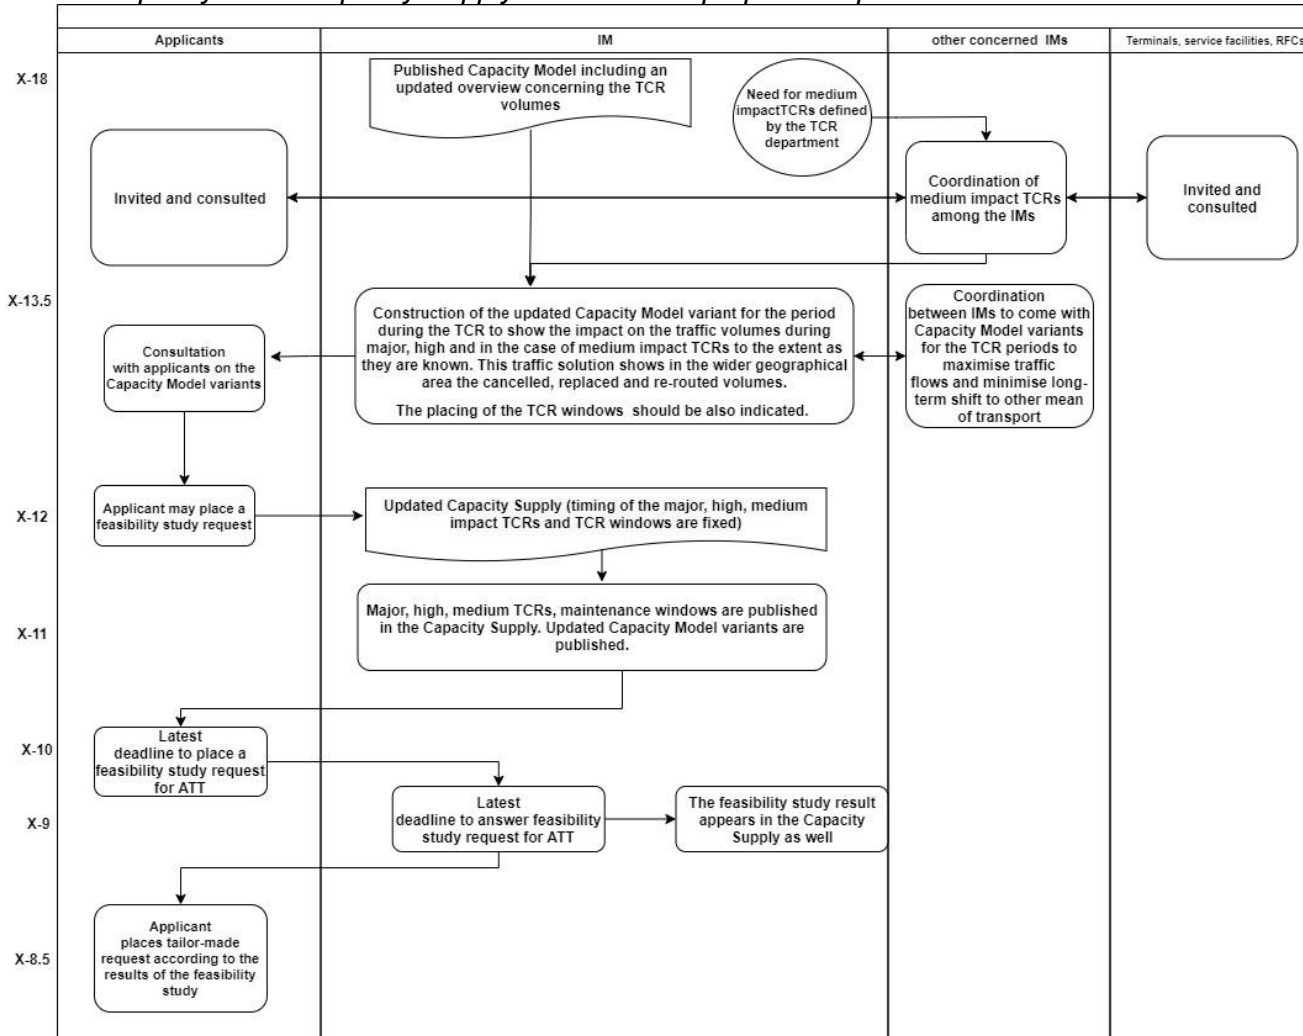 Applicants
IM
other concerned IMs
Terminals, service facilities, RFCs
X-18
Published Capacity Model including an
updated overview concerning the TCR
volumes
Need for medium
impactTCRs defined
by the TCR
department
Invited and consulted
Coordination of
medium impact TCRs
among the IMs
Invited and
consulted
X-13.5
Construction of the updated Capacity Model variant for the period
during the TCR to show the impact on the traffic volumes during
major, high and in the case of medium impact TCRs to the extent as
they are known. This traffic solution shows in the wider geographical
area the cancelled, replaced and re-routed volumes.
The placing of the TCR windows should be also indicated.
Coordination
between IMs to come with
Capacity Model variants
for the TCR periods to
maximise traffic
flows and minimise long-
term shift to other mean
of transport
Consultation
with applicants on the
Capacity Model variants
X-12
Applicant may place a
feasibility study request
Updated Capacity Supply (timing of the major, high, medium
impact TCRs and TCR windows are fixed)
X-11
Major, high, medium TCRs, maintenance windows are published
in the Capacity Supply. Updated Capacity Model variants are
published.
X-10
Latest
deadline to place a
feasibility study request
for ATT
X-9
Latest
deadline to answer feasibility
study request for ATT
The feasibility study result
appears in the Capacity
Supply as well
X-8.5
Applicant
places tailor-made
request according to the
results of the feasibility
study